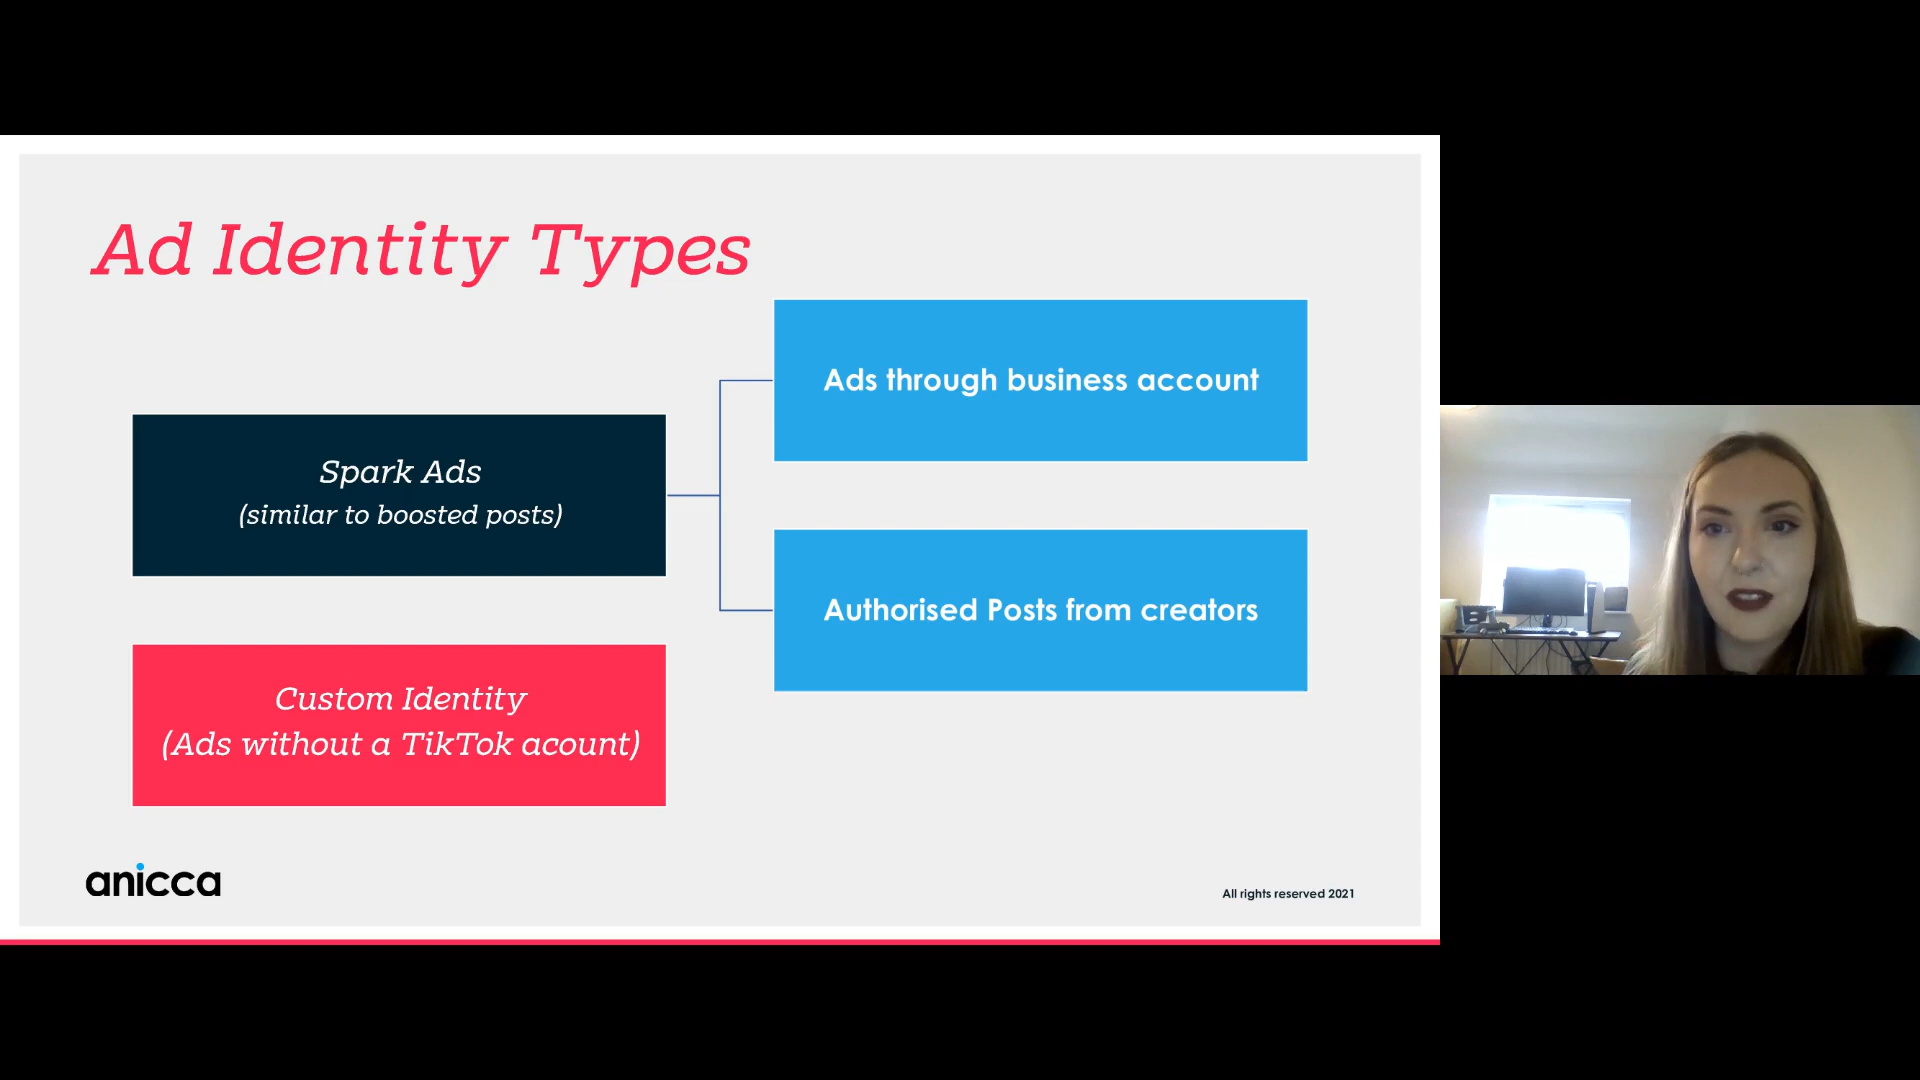 Ad Identity Types
Ads through business account
Spark Ads
(similar to boosted posts)
Authorised Posts from creators
Custom Identity
(Ads without a TikTok acount)
anicca
All rights reserved 2021